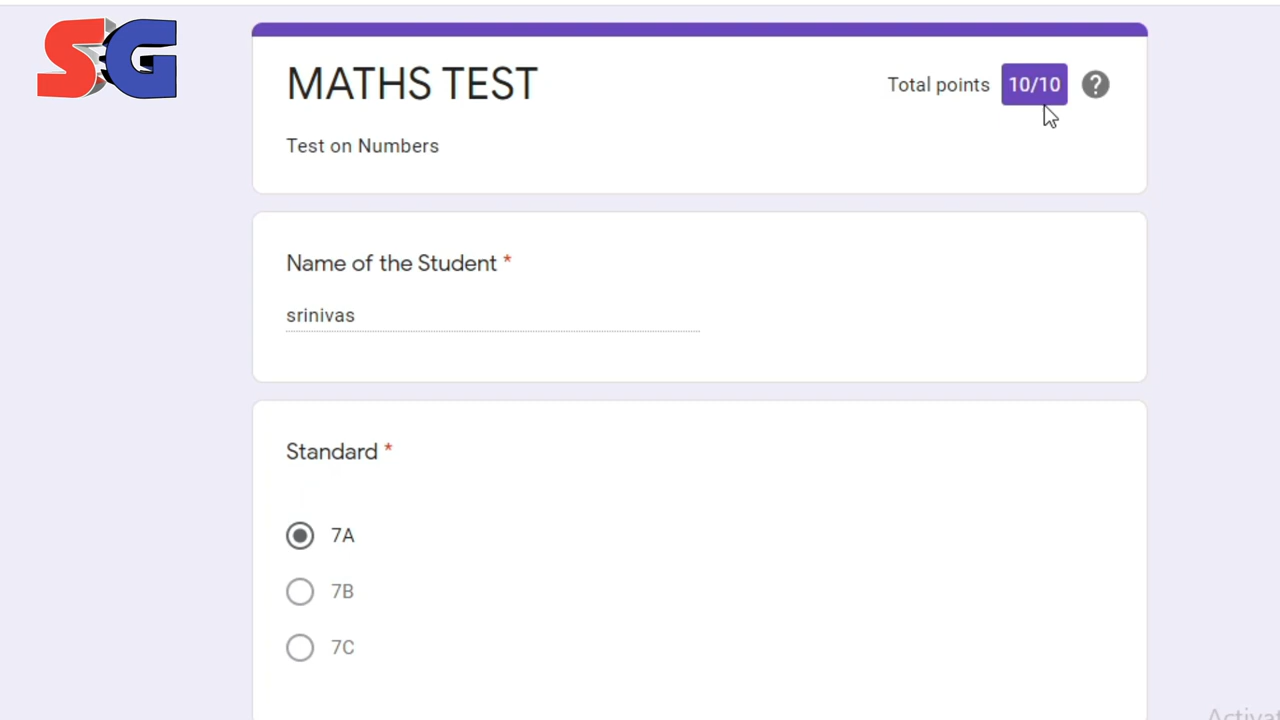 SG
MATHS TEST
Total points 10/10 ?
Test on Numbers
Name of the Student *
srinivas
Standard *
7A
7B
7C